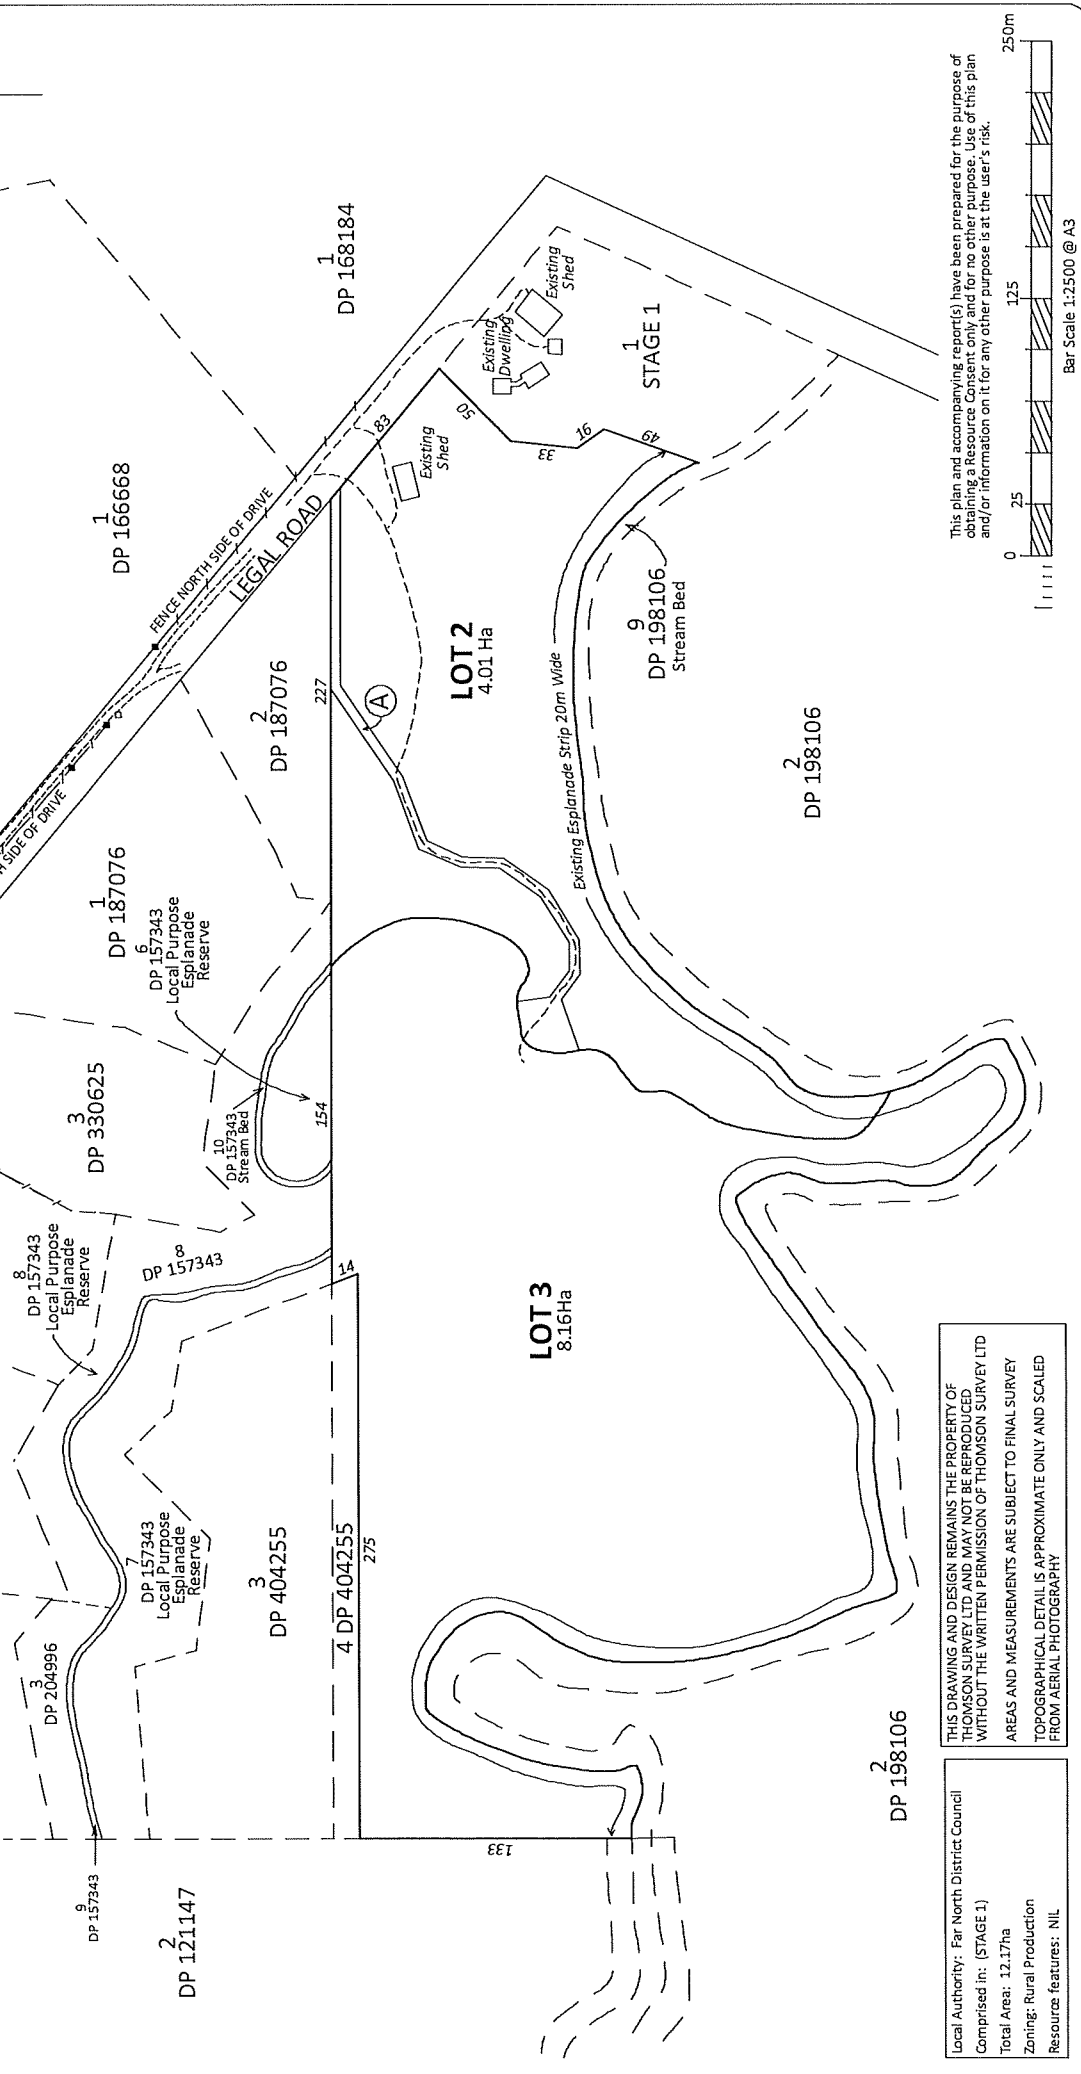 1
DP 168184
1
DP 166668
FENCE NORTH SIDE OF DRIVE
LEGAL ROAD
SIDE OF DRIVE
Existing
Dwelling
Existing
Shed
1
STAGE 1
83
50
33
16
49
Existing
Shed
2
DP 187076
227
A
LOT 2
4.01 Ha
Existing Esplanade Strip 20m Wide
9
DP 198106
Stream Bed
2
DP 198106
1
DP 187076
6
DP 157343
Local Purpose
Esplanade
Reserve
3
DP 330625
10
DP 157343
Stream Bed
154
8
DP 157343
Local Purpose
Esplanade
Reserve
8
DP 157343
14
LOT 3
8.16Ha
7
DP 157343
Local Purpose
Esplanade
Reserve
3
DP 404255
4 DP 404255
275
3
DP 204996
9
DP 157343
2
DP 121147
133
2
DP 198106
Local Authority: Far North District Council
Comprised in: (STAGE 1)
Total Area: 12.17ha
Zoning: Rural Production
Resource features: NIL
THIS DRAWING AND DESIGN REMAINS THE PROPERTY OF
THOMSON SURVEY LTD AND MAY NOT BE REPRODUCED
WITHOUT THE WRITTEN PERMISSION OF THOMSON SURVEY LTD
AREAS AND MEASUREMENTS ARE SUBJECT TO FINAL SURVEY
TOPOGRAPHICAL DETAIL IS APPROXIMATE ONLY AND SCALED
FROM AERIAL PHOTOGRAPHY
This plan and accompanying report(s) have been prepared for the purpose of
obtaining a Resource Consent only and for no other purpose. Use of this plan
and/or information on it for any other purpose is at the user's risk.
0 25 125 250m
Bar Scale 1:2500 @ A3